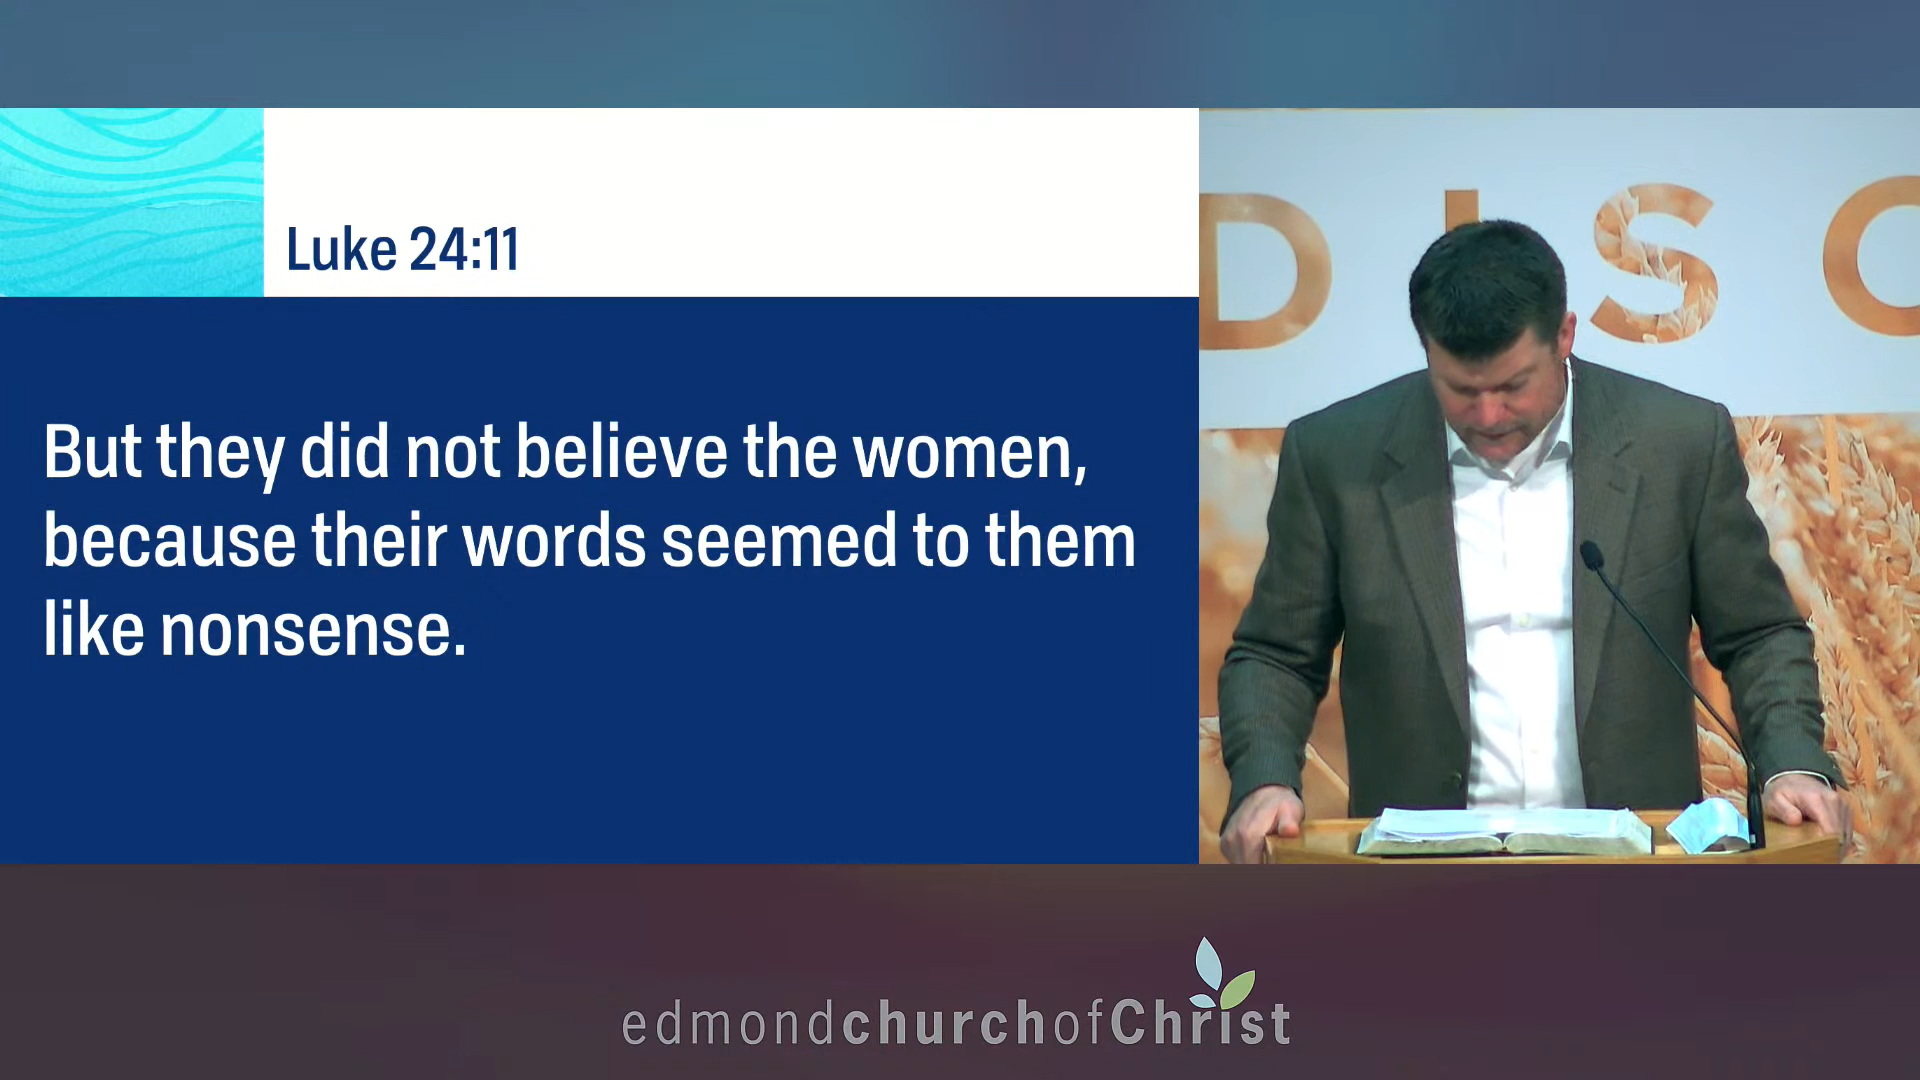 Luke 24:11
But they did not believe the women,
because their words seemed to them
like nonsense.
DISC
edmondchurchofChrist